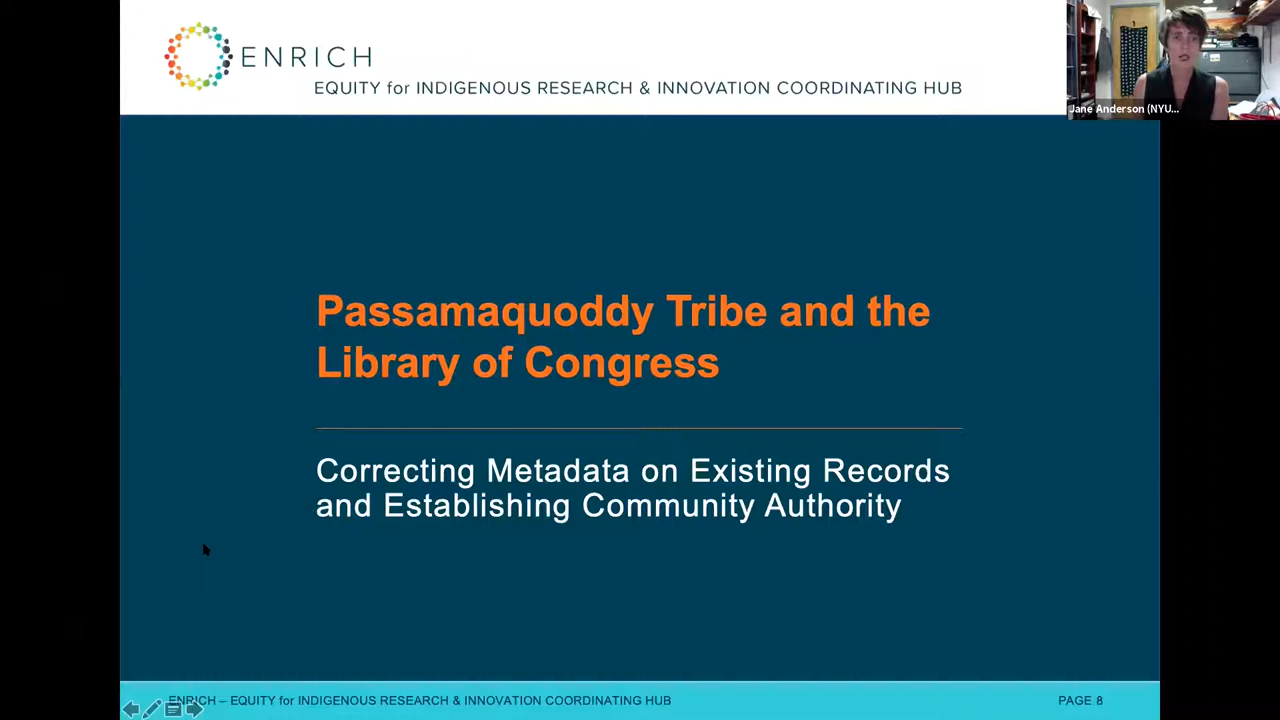 ENRICH
EQUITY for INDIGENOUS RESEARCH & INNOVATION COORDINATING HUB
Jane Anderson (NYU...
Passamaquoddy Tribe and the
Library of Congress
Correcting Metadata on Existing Records
and Establishing Community Authority
ENRICH – EQUITY for INDIGENOUS RESEARCH & INNOVATION COORDINATING HUB
PAGE 8